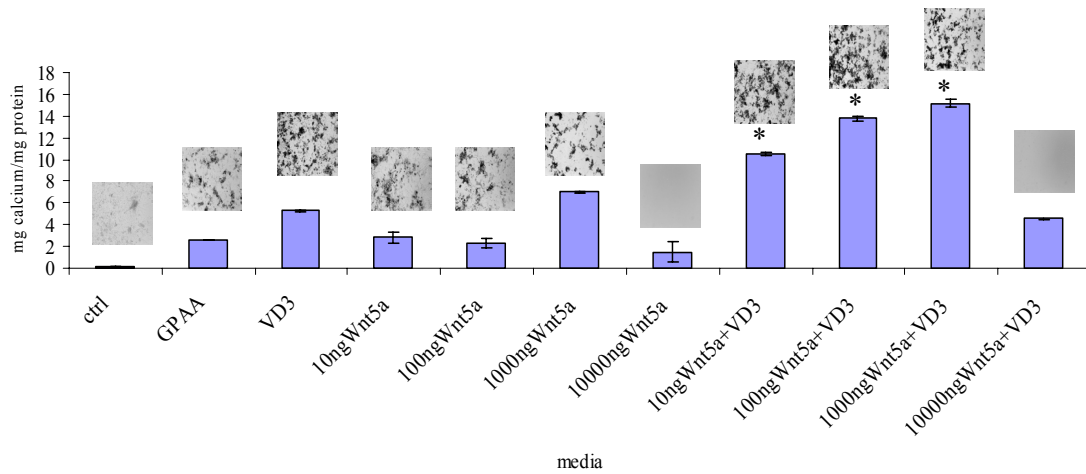 mg calcium/mg protein
18
16
14
12
10
8
6
4
2
0
*
*
*
ctrl
GPAA
VD3
10ngWnt5a
100ngWnt5a
1000ngWnt5a
10000ngWnt5a
10ngWnt5a+VD3
100ngWnt5a+VD3
1000ngWnt5a+VD3
10000ngWnt5a+VD3
media